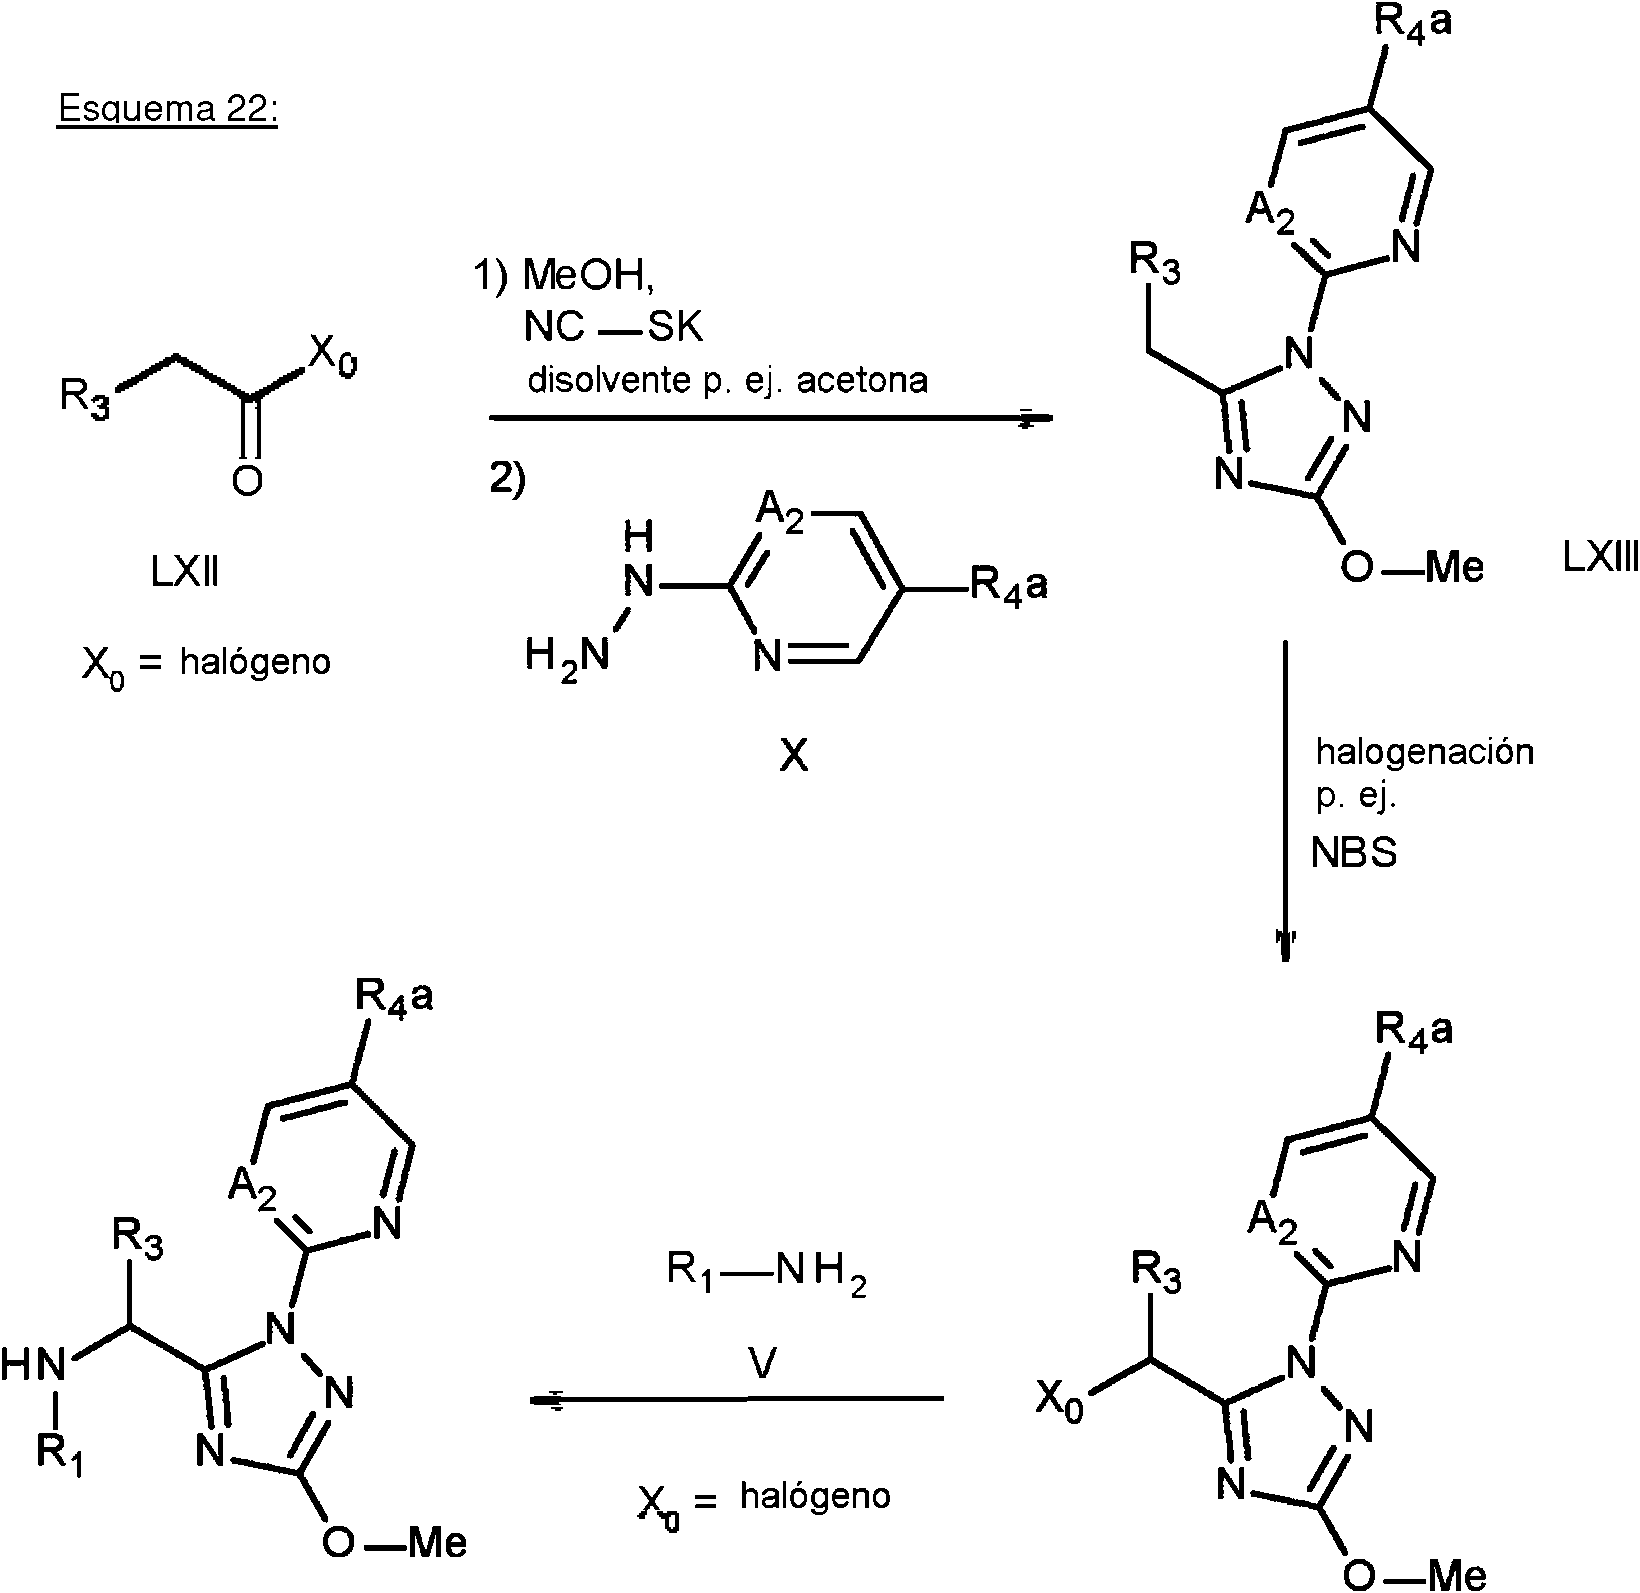 Esquema 22:
R4a
A2
N
R3
N
N
N
O—Me
LXIII
1) MeOH,
NC—SK
disolvente p. ej. acetona
R3
X0
O
LXII
X0 = halógeno
2)
H
N
H2N
A2
N
R4a
X
halogenación
p. ej.
NBS
R4a
A2
N
R3
HN
R1
N
N
N
O—Me
R1—NH2
V
X0 = halógeno
R4a
A2
N
R3
X0
N
N
N
O—Me